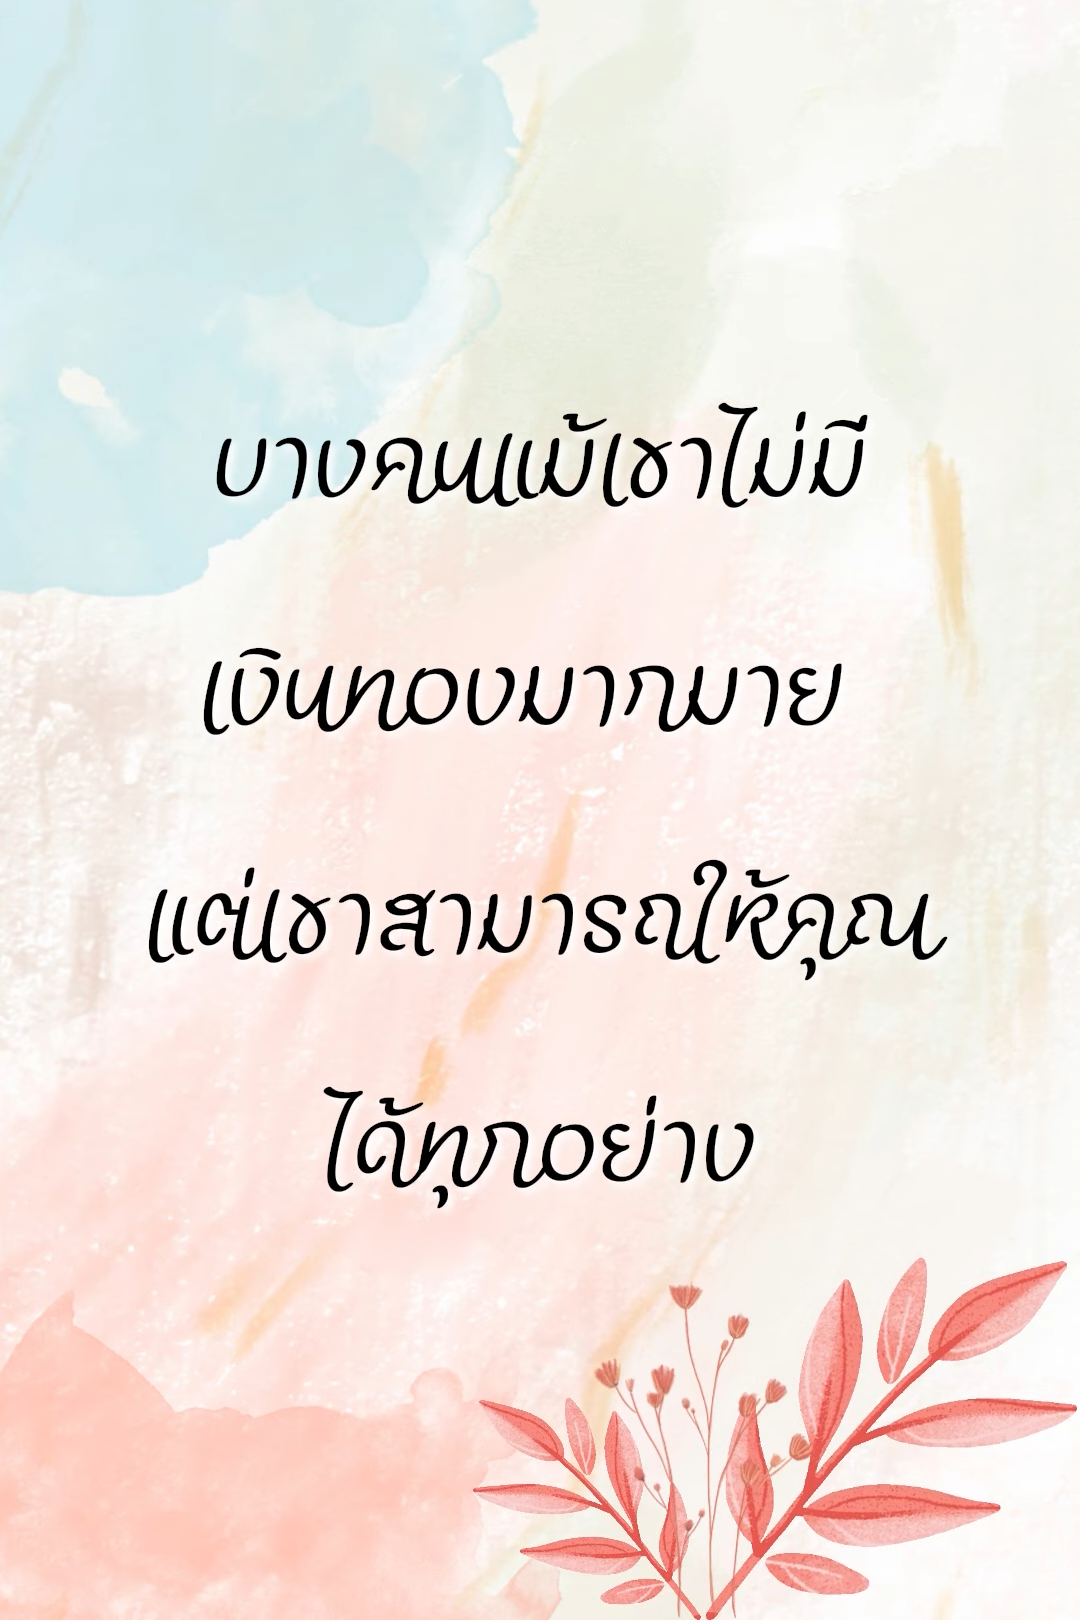 บางคนแม้เขาไม่มี
เงินทองมากมาย
แต่เขาสามารถให้คุณ
ได้ทุกอย่าง